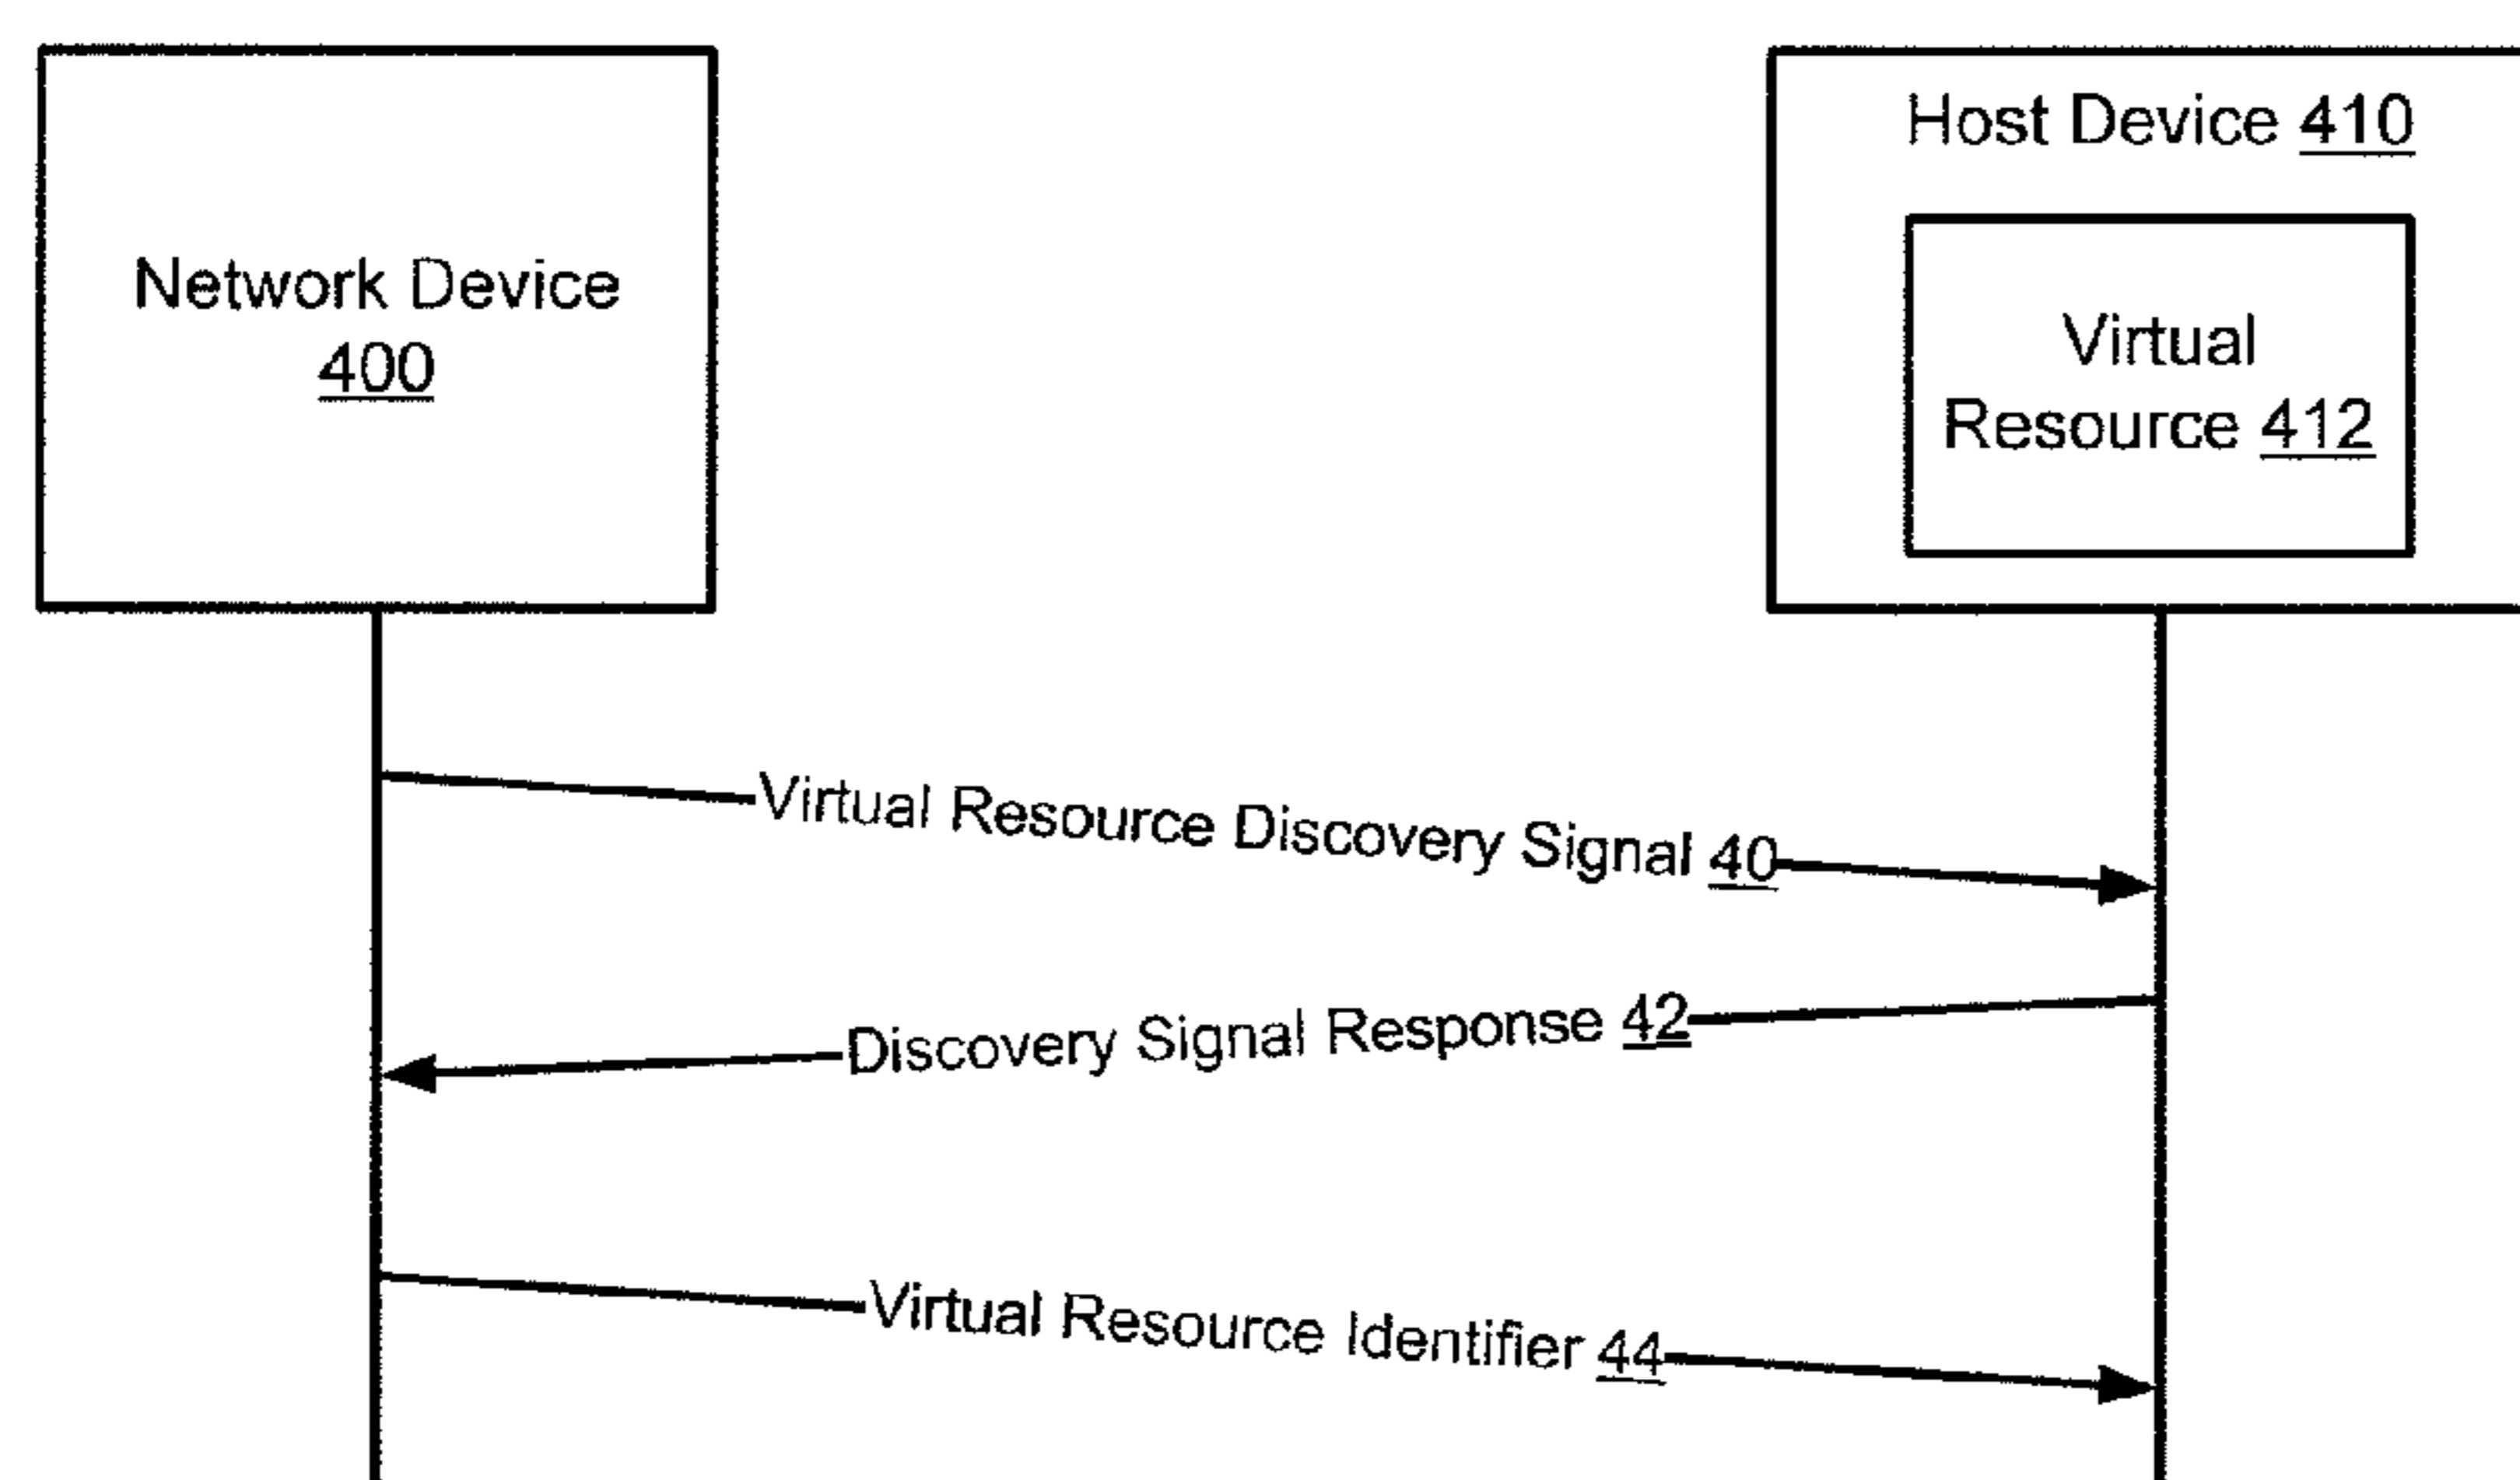 Network Device
400
Host Device 410
Virtual
Resource 412
Virtual Resource Discovery Signal 40
Discovery Signal Response 42
Virtual Resource Identifier 44